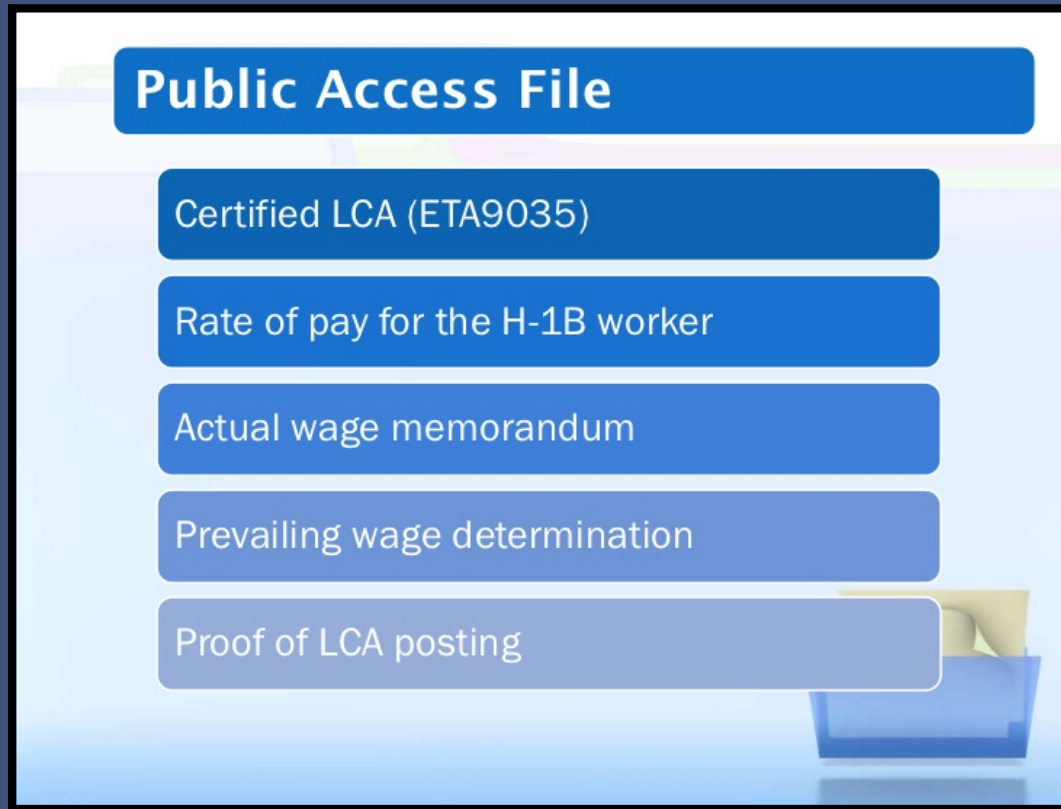 Public Access File
Certified LCA (ETA9035)
Rate of pay for the H-1B worker
Actual wage memorandum
Prevailing wage determination
Proof of LCA posting